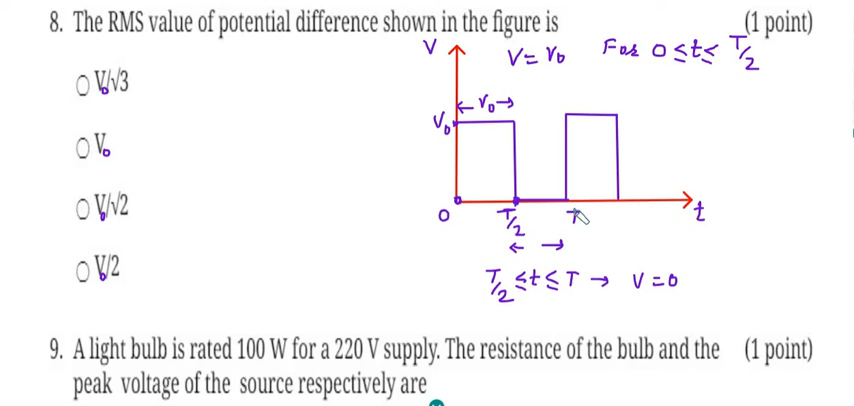 8. The RMS value of potential difference shown in the figure is (1 point)
V V = V₀ For 0 ≤ t ≤ T/2
V₀/√3
← V₀ →
V₀
V₀
V₀/√2
0 T/2 T t
← →
V₀/2
T/2 ≤ t ≤ T → V = 0
9. A light bulb is rated 100 W for a 220 V supply. The resistance of the bulb and the (1 point)
peak voltage of the source respectively are